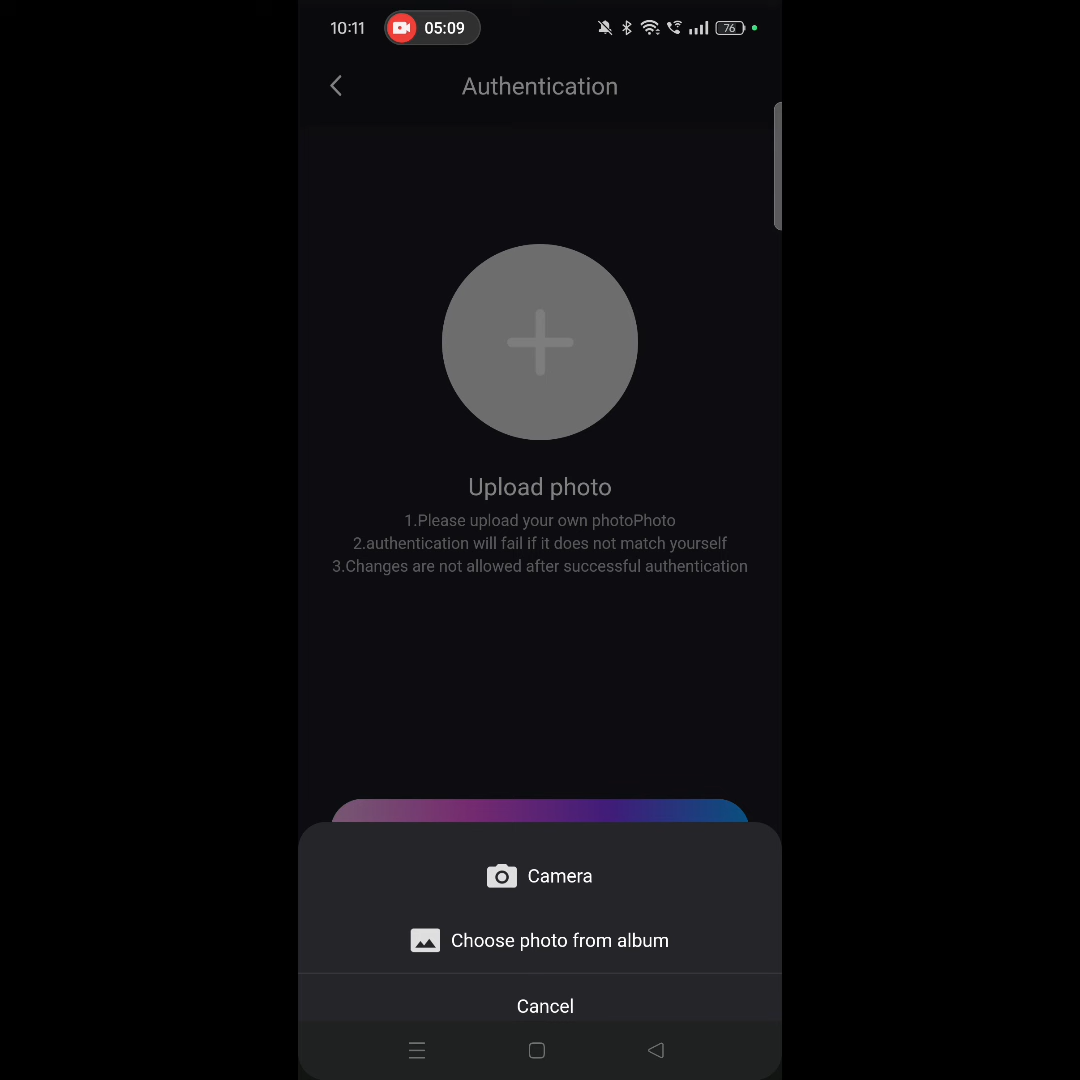 10:11 05:09 76
Authentication
Upload photo
1.Please upload your own photoPhoto
2.authentication will fail if it does not match yourself
3.Changes are not allowed after successful authentication
Camera
Choose photo from album
Cancel